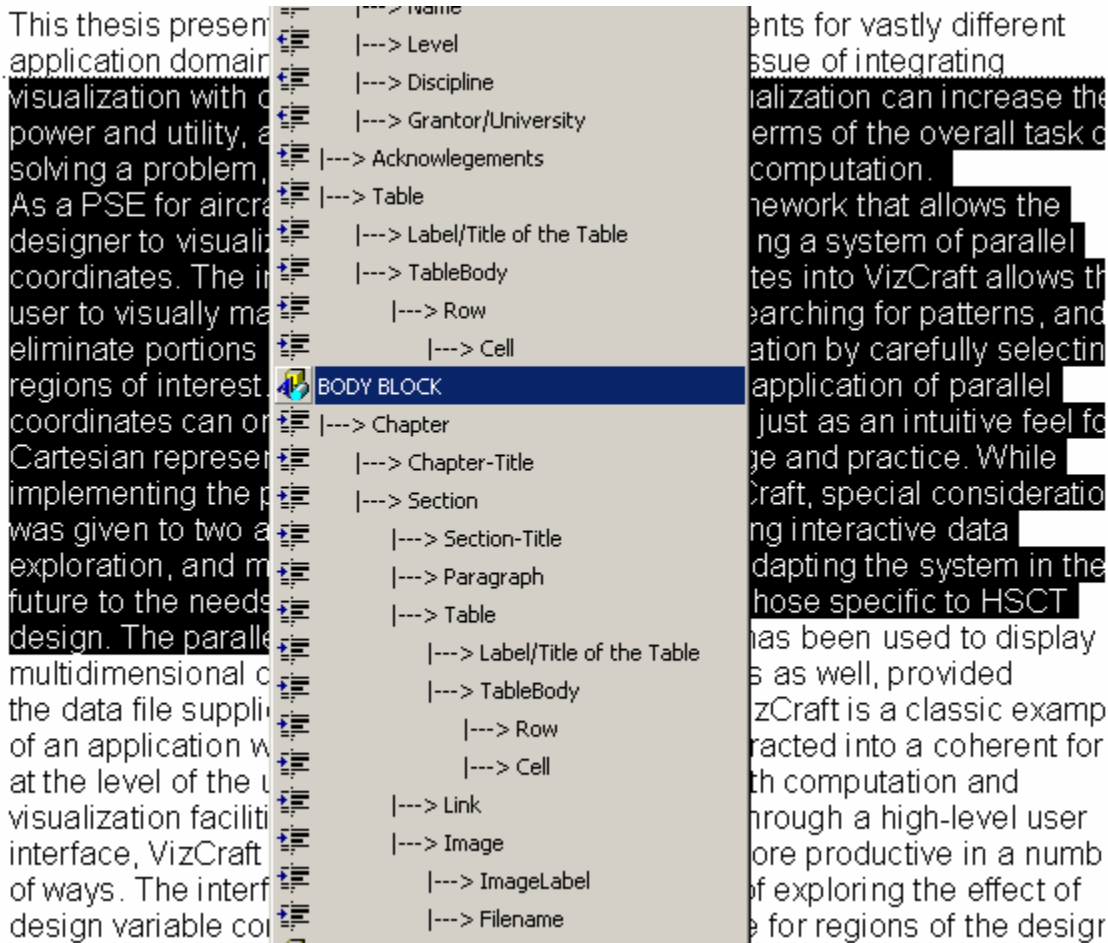 This thesis presen
application domain
visualization with c
power and utility, a
solving a problem,
As a PSE for aircra
designer to visualiz
coordinates. The in
user to visually ma
eliminate portions
regions of interest.
coordinates can or
Cartesian represen
implementing the p
was given to two a
exploration, and m
future to the needs
design. The paralle
multidimensional c
the data file suppli
of an application w
at the level of the u
visualization faciliti
interface, VizCraft
of ways. The interf
design variable co
|---> Name
|---> Level
|---> Discipline
|---> Grantor/University
|---> Acknowlegements
|---> Table
|---> Label/Title of the Table
|---> TableBody
|---> Row
|---> Cell
BODY BLOCK
|---> Chapter
|---> Chapter-Title
|---> Section
|---> Section-Title
|---> Paragraph
|---> Table
|---> Label/Title of the Table
|---> TableBody
|---> Row
|---> Cell
|---> Link
|---> Image
|---> ImageLabel
|---> Filename
ents for vastly different
ssue of integrating
ialization can increase the
erms of the overall task o
computation.
nework that allows the
ng a system of parallel
tes into VizCraft allows th
earching for patterns, and
ation by carefully selectin
application of parallel
just as an intuitive feel fo
ge and practice. While
Craft, special consideratio
ng interactive data
dapting the system in the
hose specific to HSCT
has been used to display
s as well, provided
zCraft is a classic examp
racted into a coherent for
th computation and
hrough a high-level user
ore productive in a numb
of exploring the effect of
e for regions of the design